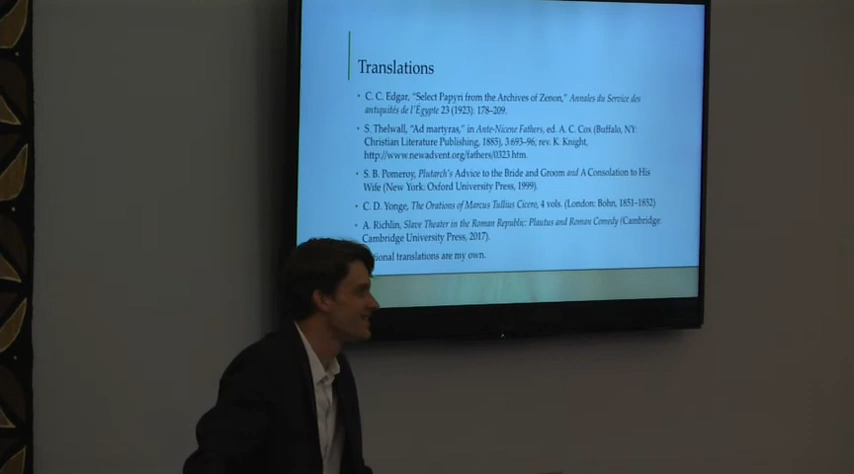 Translations
• C. C. Edgar, "Select Papyri from the Archives of Zenon," Annales du Service des
antiquités de l'Égypte 23 (1923): 178–209.
• S. Thelwall, "Ad martyras," in Ante-Nicene Fathers, ed. A. C. Cox (Buffalo, NY:
Christian Literature Publishing, 1885), 3:693–96; rev. K. Knight,
http://www.newadvent.org/fathers/0323.htm.
• S. B. Pomeroy, Plutarch's Advice to the Bride and Groom and A Consolation to His
Wife (New York: Oxford University Press, 1999).
• C. D. Yonge, The Orations of Marcus Tullius Cicero, 4 vols. (London: Bohn, 1851–1852)
• A. Richlin, Slave Theater in the Roman Republic: Plautus and Roman Comedy (Cambridge:
Cambridge University Press, 2017).
translations are my own.